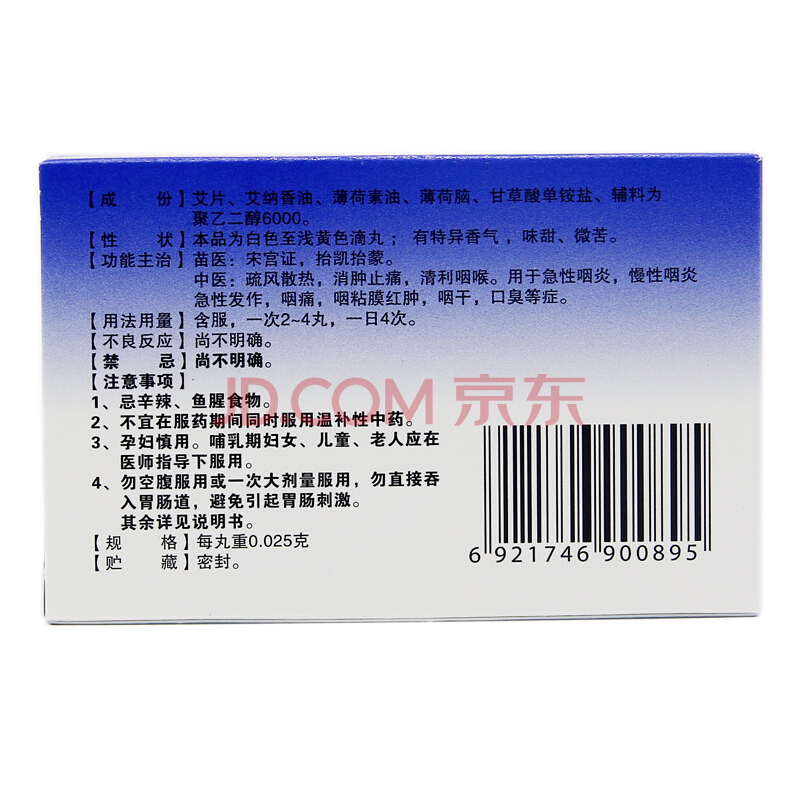 【成　份】艾片、艾纳香油、薄荷素油、薄荷脑、甘草酸单铵盐、辅料为
聚乙二醇6000。
【性　状】本品为白色至浅黄色滴丸；有特异香气，味甜、微苦。
【功能主治】苗医：宋宫证，抬凯抬蒙。
中医：疏风散热，消肿止痛，清利咽喉。用于急性咽炎，慢性咽炎
急性发作，咽痛，咽粘膜红肿，咽干，口臭等症。
【用法用量】含服，一次2~4丸，一日4次。
【不良反应】尚不明确。
【禁　忌】尚不明确。
【注意事项】
JD.COM 京东
1、忌辛辣、鱼腥食物。
2、不宜在服药期间同时服用温补性中药。
3、孕妇慎用。哺乳期妇女、儿童、老人应在
医师指导下服用。
4、勿空腹服用或一次大剂量服用，勿直接吞
入胃肠道，避免引起胃肠刺激。
其余详见说明书。
【规　格】每丸重0.025克
【贮　藏】密封。
6 921746 900895